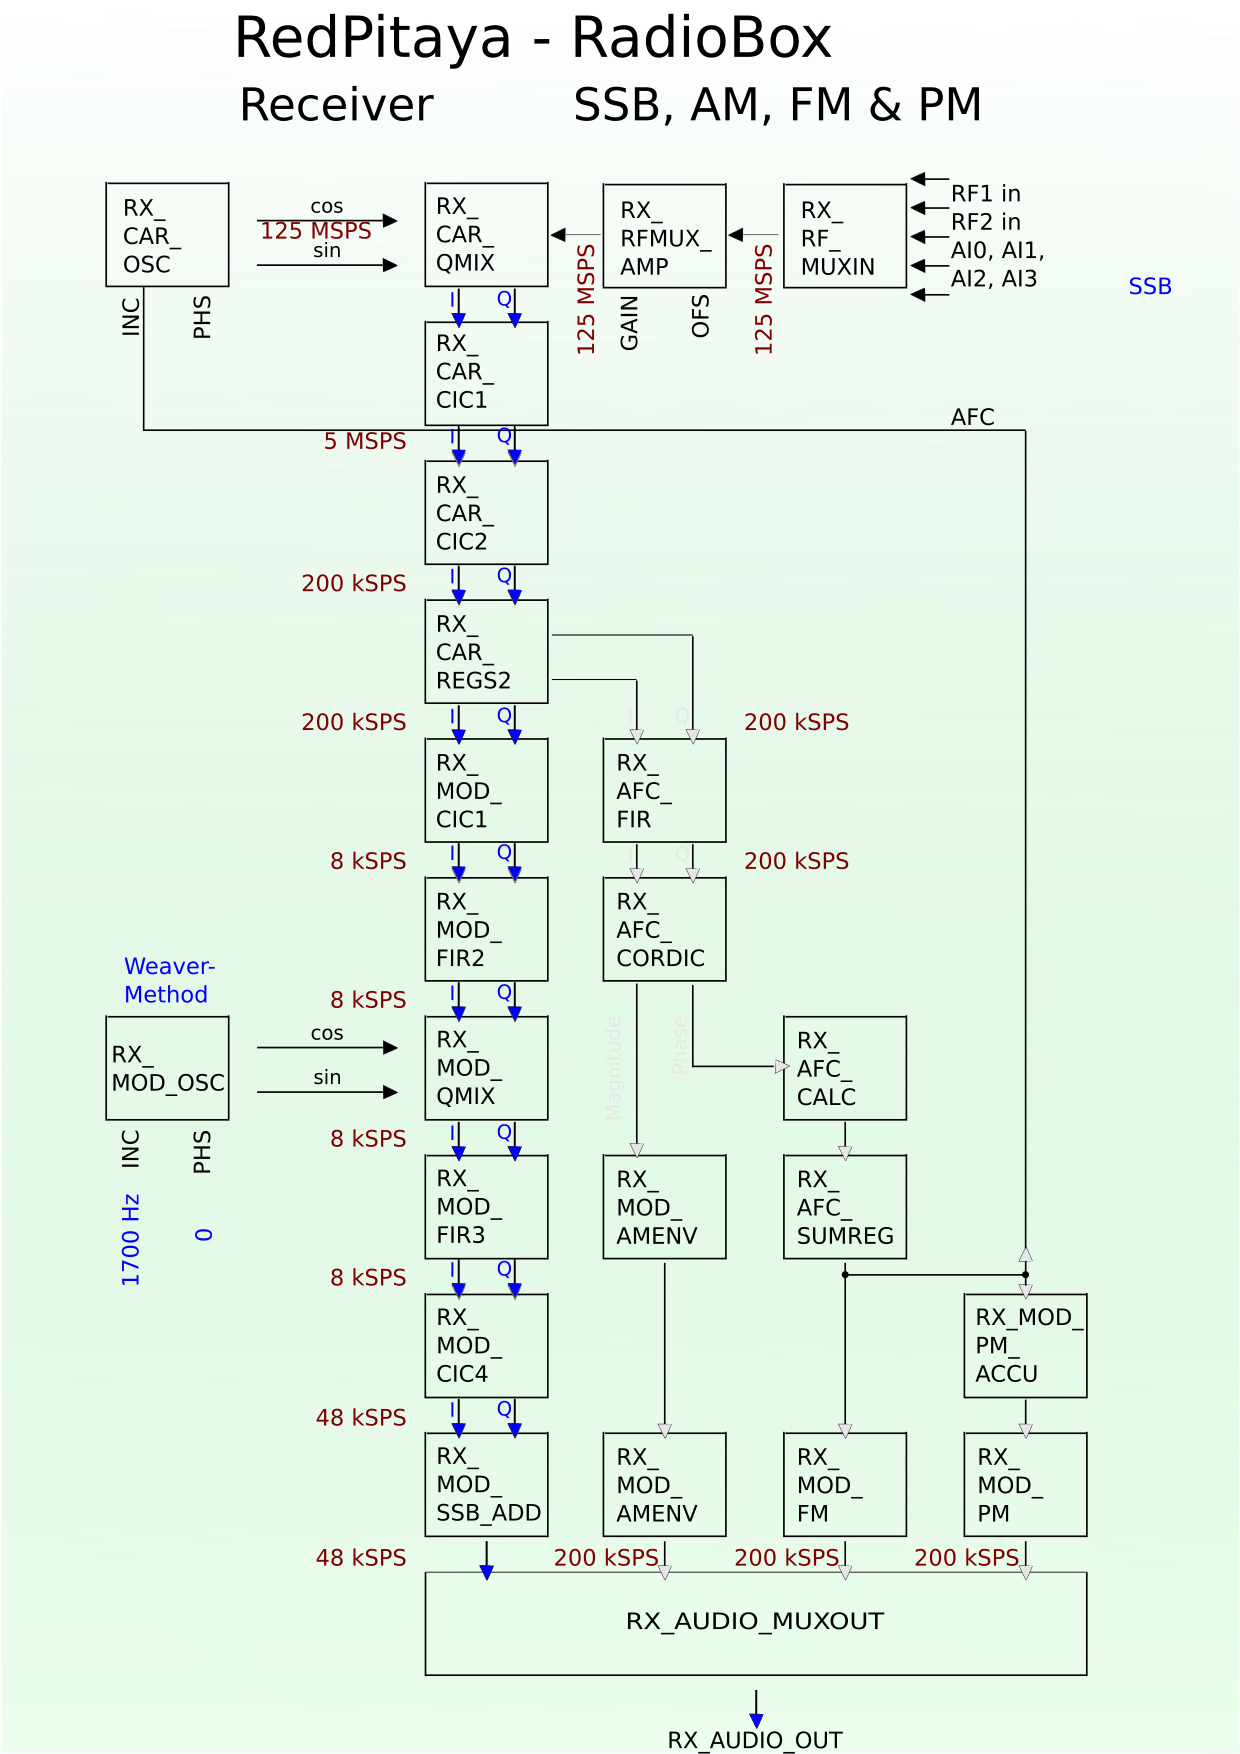 RedPitaya - RadioBox
Receiver SSB, AM, FM & PM
RX_
CAR_
OSC
cos
125 MSPS
sin
RX_
CAR_
QMIX
RX_
RFMUX_
AMP
RX_
RF_
MUXIN
RF1 in
RF2 in
AI0, AI1,
AI2, AI3
SSB
INC
PHS
I
Q
125 MSPS
GAIN
OFS
125 MSPS
RX_
CAR_
CIC1
AFC
5 MSPS
I
Q
RX_
CAR_
CIC2
200 kSPS
I
Q
RX_
CAR_
REGS2
200 kSPS
I
Q
I
Q
200 kSPS
RX_
MOD_
CIC1
RX_
AFC_
FIR
8 kSPS
I
Q
I
Q
200 kSPS
RX_
MOD_
FIR2
RX_
AFC_
CORDIC
Weaver-
Method
8 kSPS
I
Q
RX_
MOD_OSC
cos
sin
RX_
MOD_
QMIX
Magnitude
Phase
RX_
AFC_
CALC
INC
PHS
8 kSPS
I
Q
1700 Hz
0
RX_
MOD_
FIR3
RX_
MOD_
AMENV
RX_
AFC_
SUMREG
8 kSPS
I
Q
RX_
MOD_
CIC4
RX_MOD_
PM_
ACCU
48 kSPS
I
Q
RX_
MOD_
SSB_ADD
RX_
MOD_
AMENV
RX_
MOD_
FM
RX_
MOD_
PM
48 kSPS
200 kSPS
200 kSPS
200 kSPS
RX_AUDIO_MUXOUT
RX_AUDIO_OUT